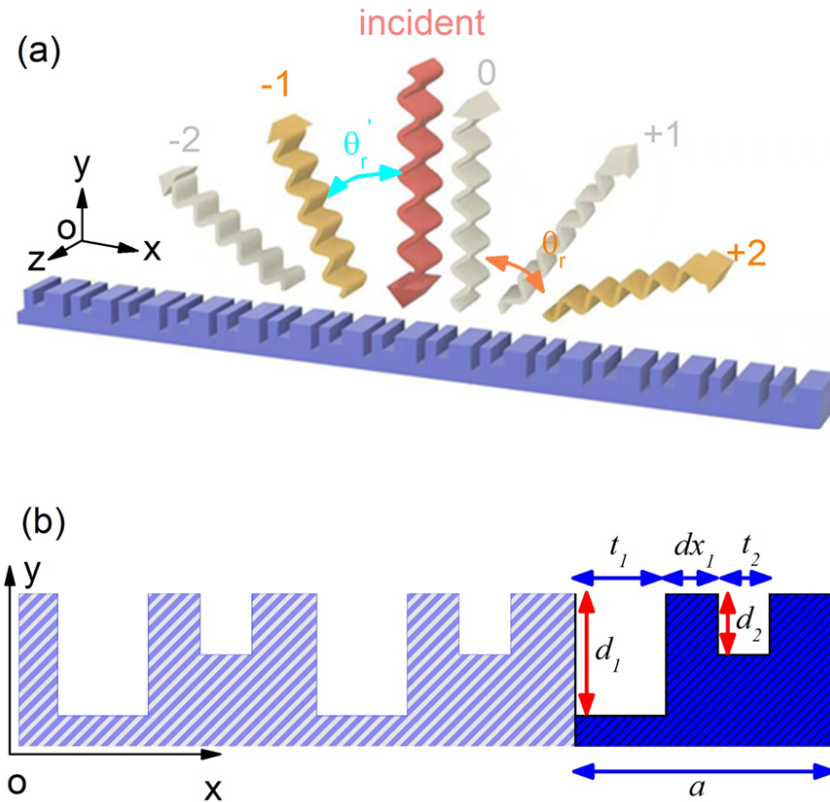 incident
(a)
-2
-1
θr'
0
+1
θr
+2
y
o
z
x
(b)
y
t1
dx1
t2
d1
d2
o
x
a